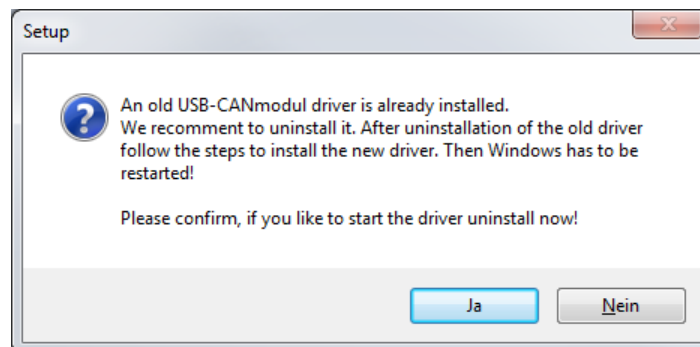 Setup
An old USB-CANmodul driver is already installed.
We recomment to uninstall it. After uninstallation of the old driver
follow the steps to install the new driver. Then Windows has to be
restarted!
Please confirm, if you like to start the driver uninstall now!
Ja
Nein